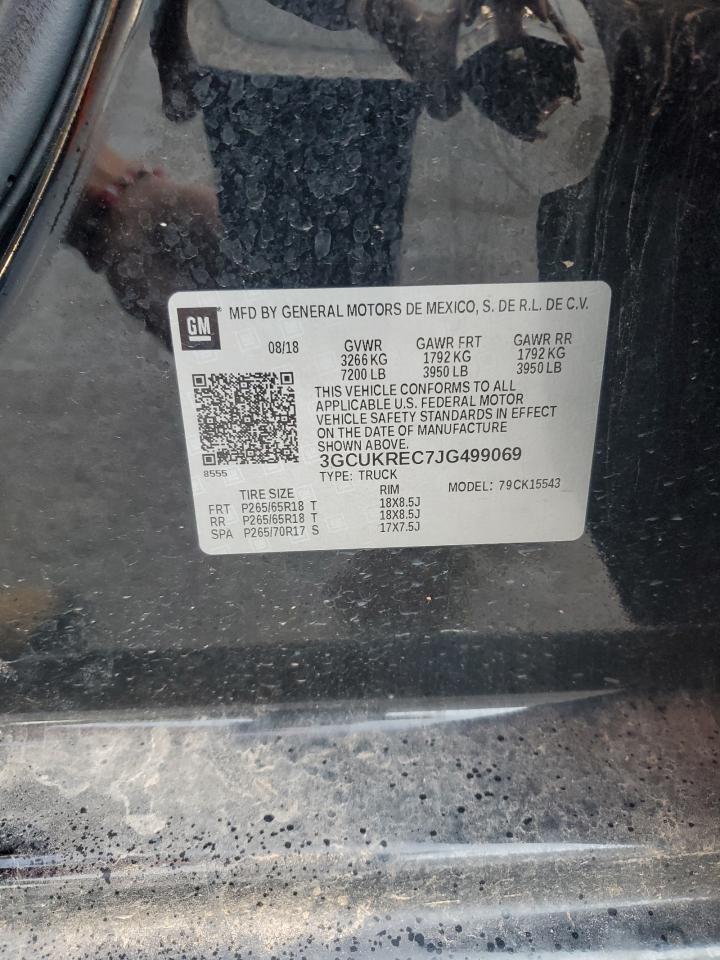 GM® MFD BY GENERAL MOTORS DE MEXICO, S. DE R.L. DE C.V.
08/18 GVWR GAWR FRT GAWR RR
3266 KG 1792 KG 1792 KG
7200 LB 3950 LB 3950 LB
THIS VEHICLE CONFORMS TO ALL
APPLICABLE U.S. FEDERAL MOTOR
VEHICLE SAFETY STANDARDS IN EFFECT
ON THE DATE OF MANUFACTURE
SHOWN ABOVE.
8555
3GCUKREC7JG499069
TYPE: TRUCK MODEL: 79CK15543
TIRE SIZE RIM
FRT P265/65R18 T 18X8.5J
RR P265/65R18 T 18X8.5J
SPA P265/70R17 S 17X7.5J